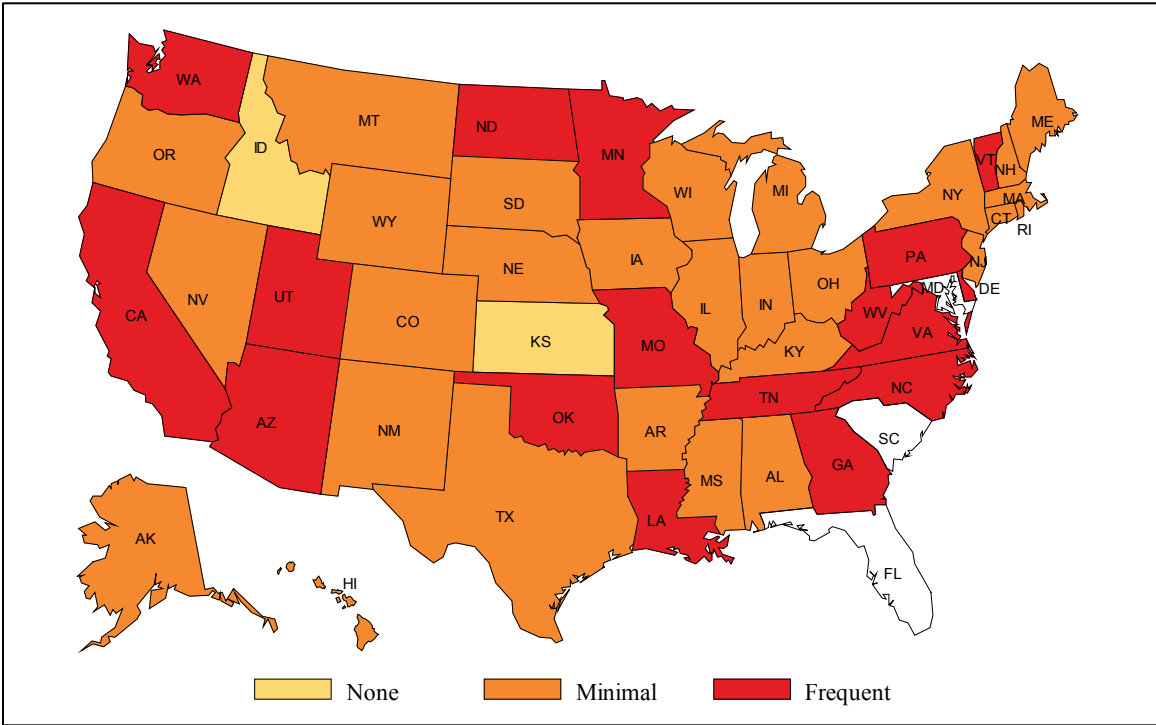 WA
MT
ND
MN
ME
OR
ID
VT
NH
WI
MI
NY
MA
SD
WY
CT
RI
IA
NE
PA
NJ
OH
MD
DE
NV
UT
IL
IN
WV
CA
CO
VA
KS
MO
KY
NC
TN
OK
AZ
NM
AR
SC
GA
MS
AL
TX
LA
AK
FL
HI
None
Minimal
Frequent